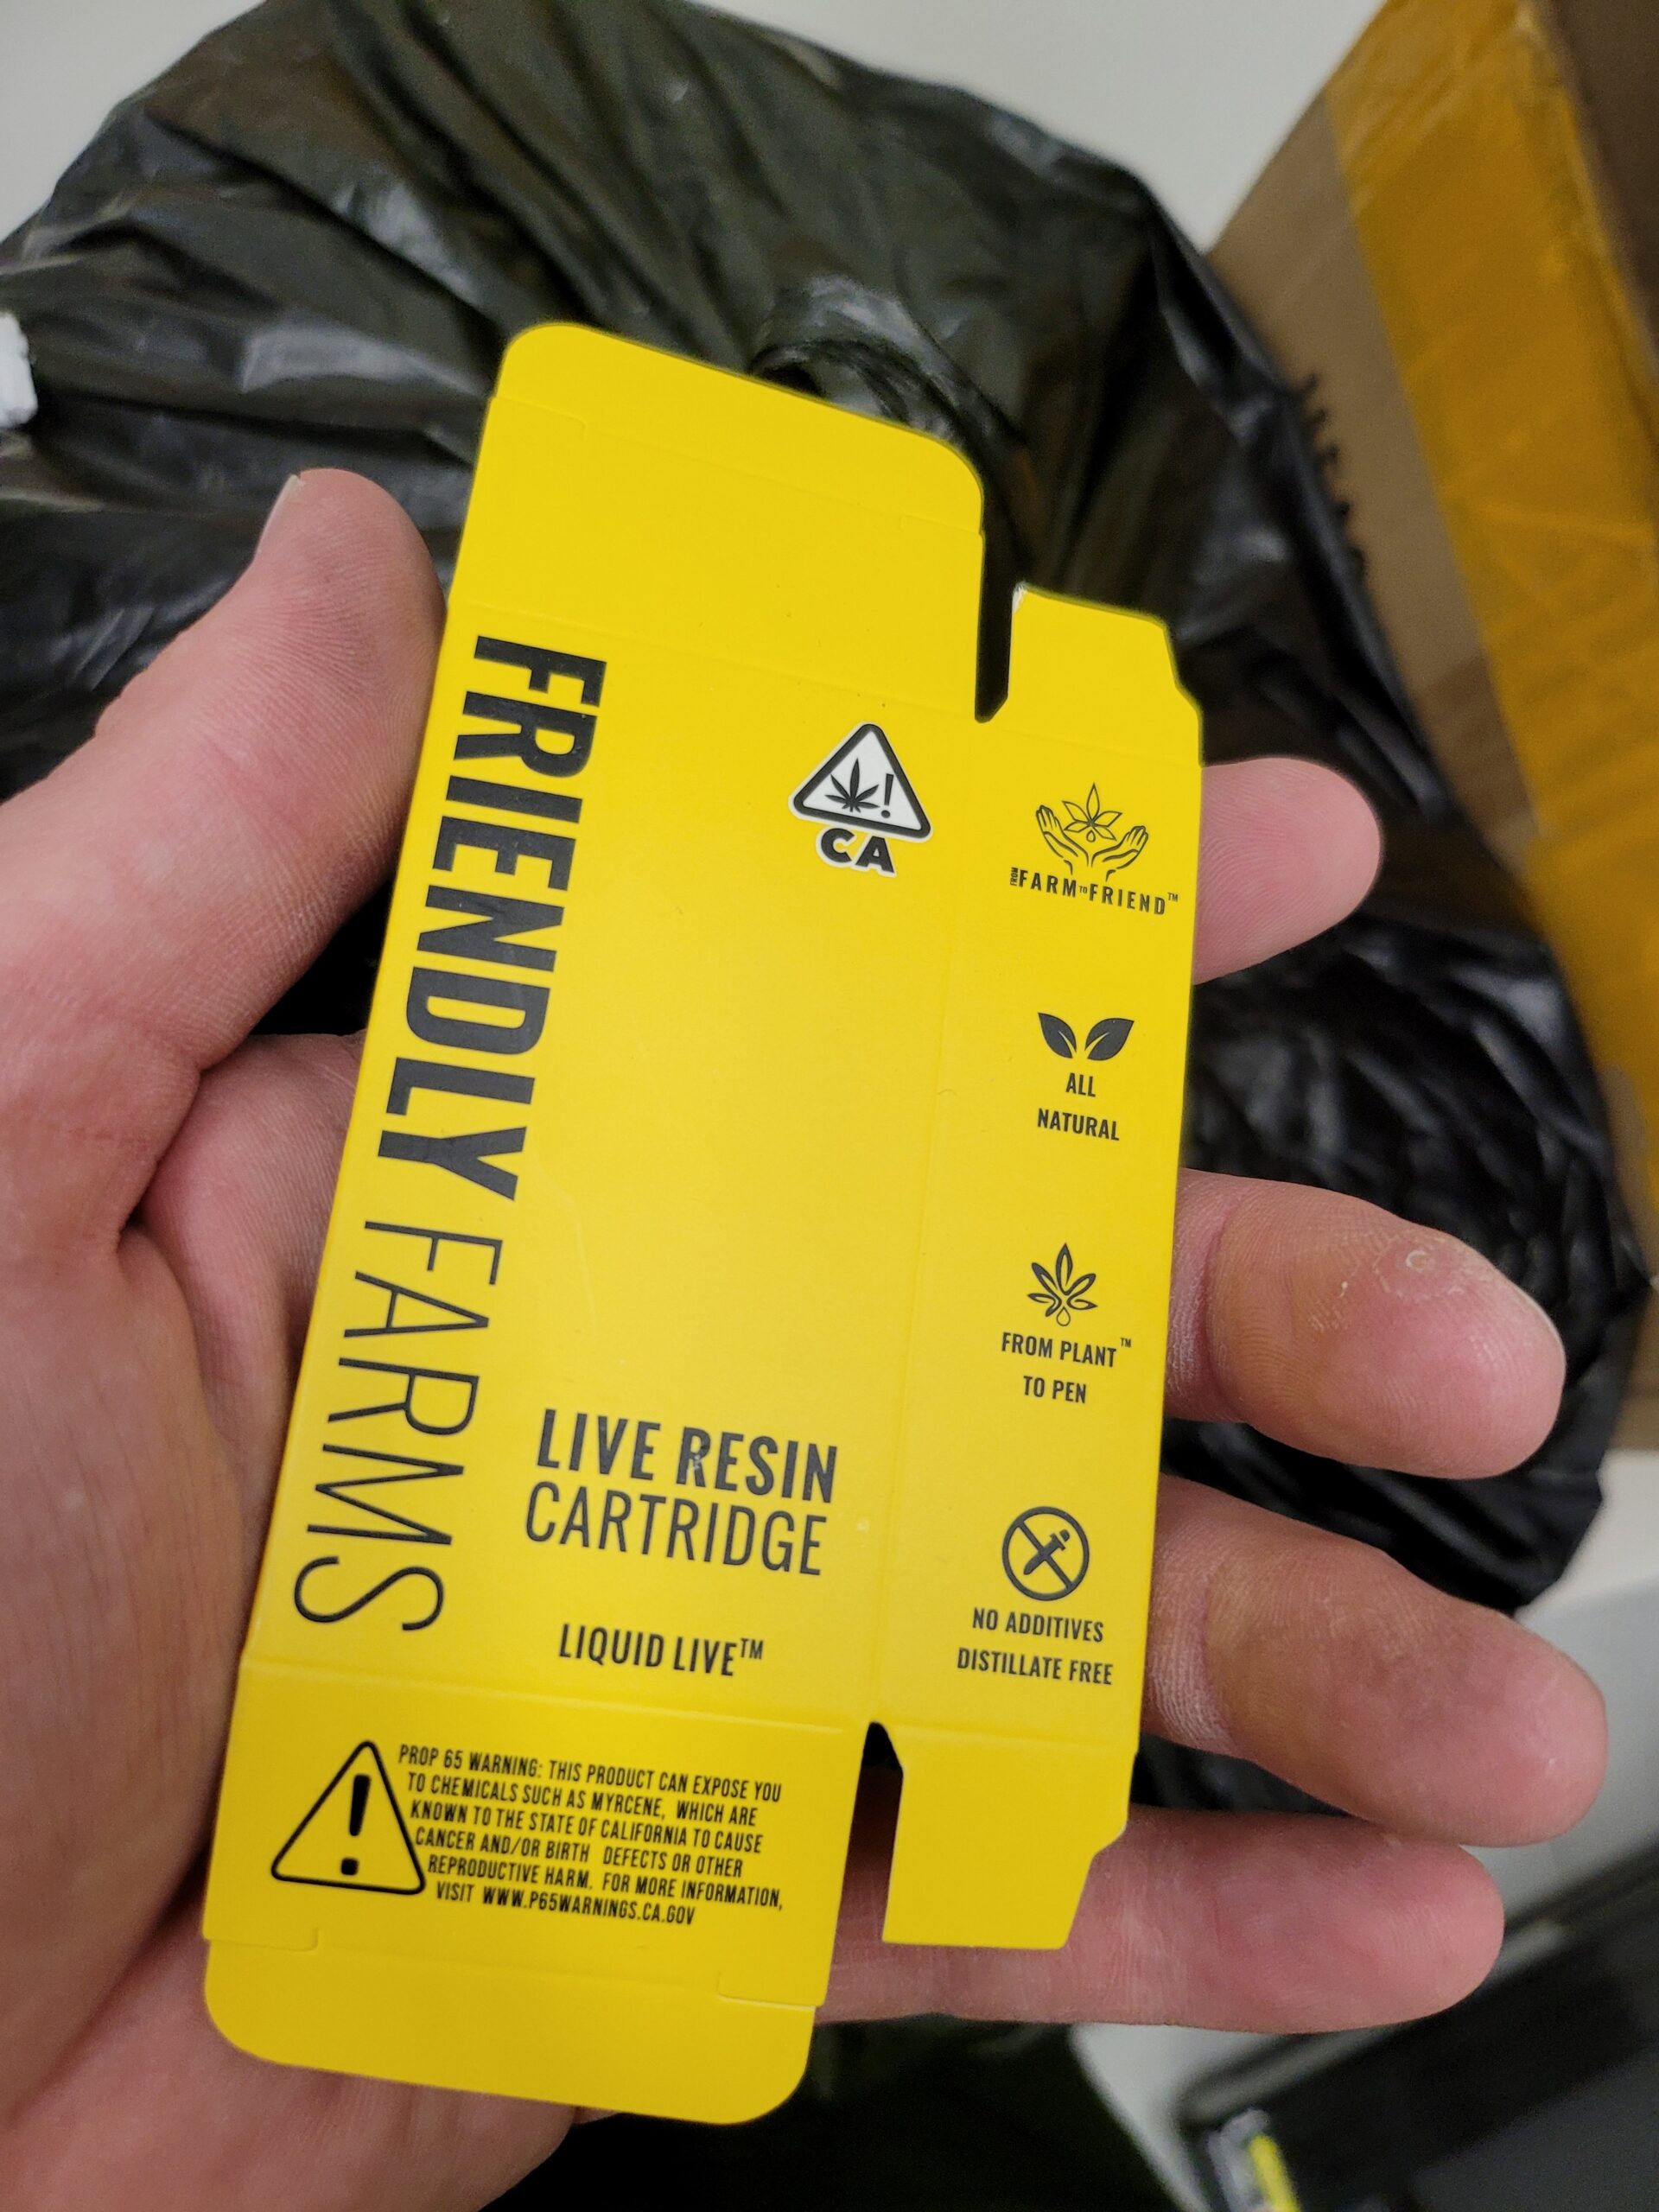 FRIENDLY FARMS
CA
LIVE RESIN
CARTRIDGE
LIQUID LIVE™
PROP 65 WARNING: THIS PRODUCT CAN EXPOSE YOU
TO CHEMICALS SUCH AS MYRCENE, WHICH ARE
KNOWN TO THE STATE OF CALIFORNIA TO CAUSE
CANCER AND/OR BIRTH DEFECTS OR OTHER
REPRODUCTIVE HARM. FOR MORE INFORMATION,
VISIT WWW.P65WARNINGS.CA.GOV
FROM FARM TO FRIEND™
ALL
NATURAL
FROM PLANT™
TO PEN
NO ADDITIVES
DISTILLATE FREE